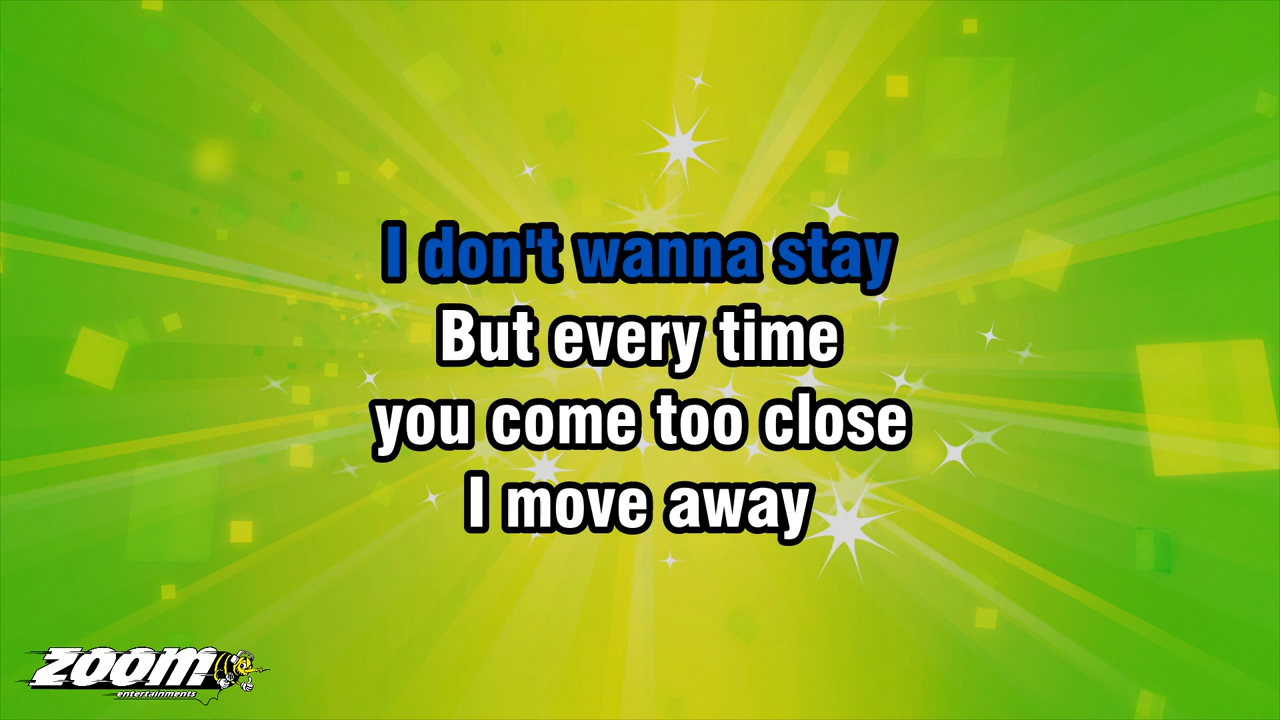 I don't wanna stay
But every time
you come too close
I move away
zoom
entertainments